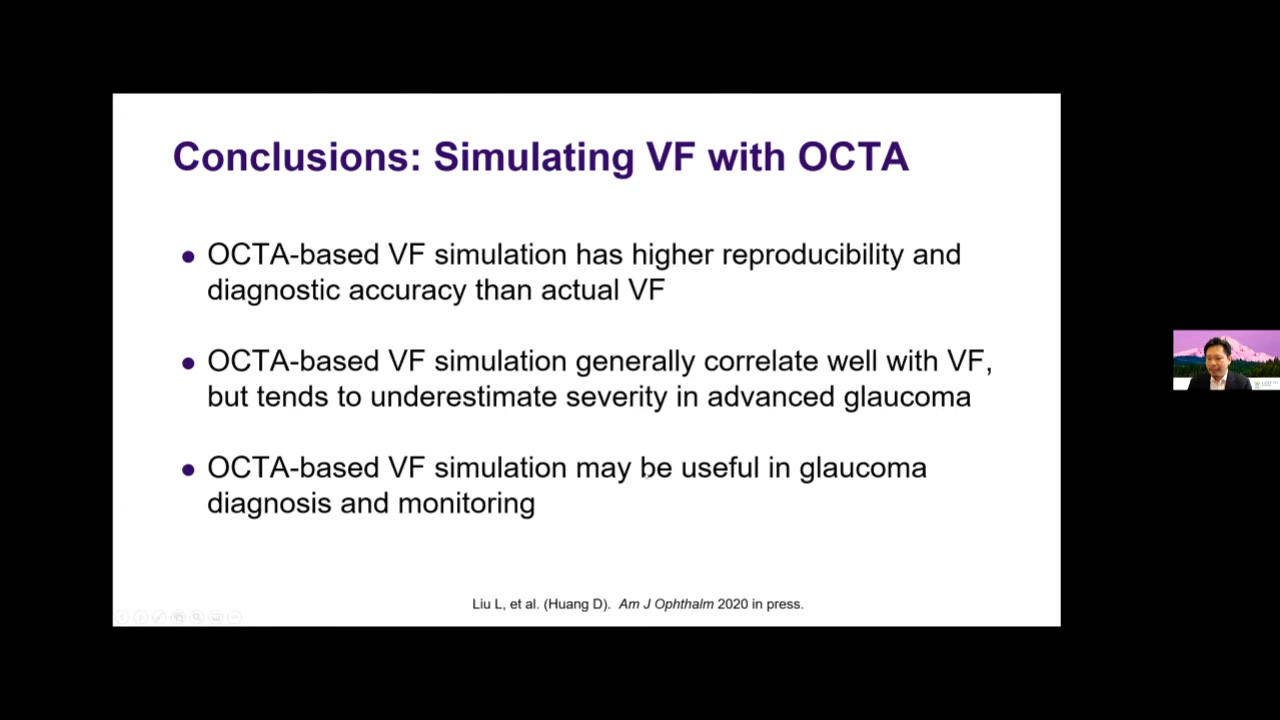 Conclusions: Simulating VF with OCTA
● OCTA-based VF simulation has higher reproducibility and
diagnostic accuracy than actual VF
● OCTA-based VF simulation generally correlate well with VF,
but tends to underestimate severity in advanced glaucoma
● OCTA-based VF simulation may be useful in glaucoma
diagnosis and monitoring
Liu L, et al. (Huang D). Am J Ophthalm 2020 in press.